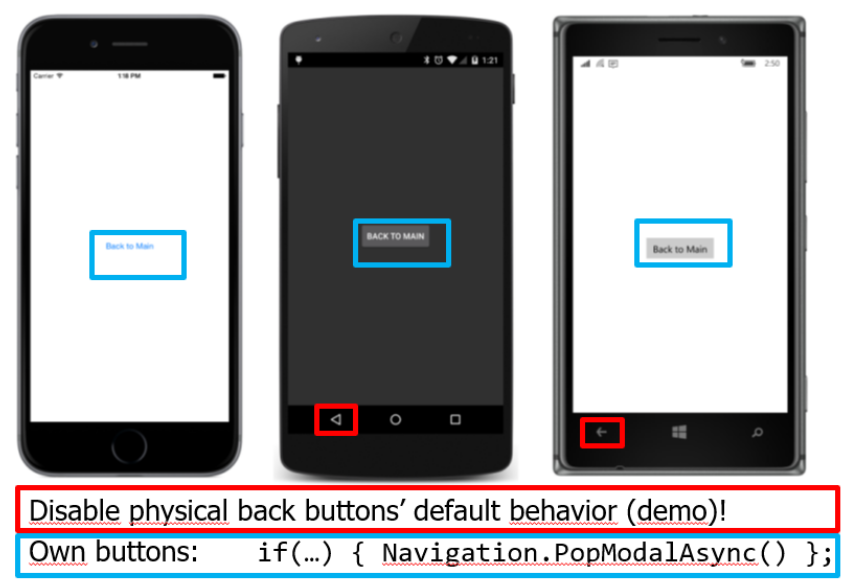 Carrier 1:18 PM
1:21
2:50
Back to Main
BACK TO MAIN
Back to Main
Disable physical back buttons’ default behavior (demo)!
Own buttons: if(…) { Navigation.PopModalAsync() };